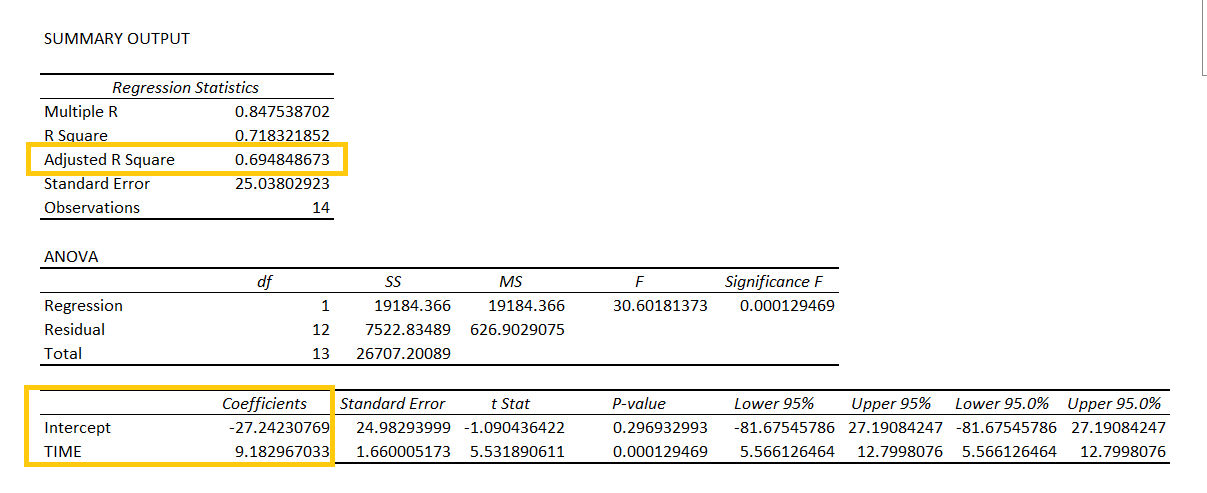 SUMMARY OUTPUT
Regression Statistics
Multiple R 0.847538702
R Square 0.718321852
Adjusted R Square 0.694848673
Standard Error 25.03802923
Observations 14
ANOVA
df SS MS F Significance F
Regression 1 19184.366 19184.366 30.60181373 0.000129469
Residual 12 7522.83489 626.9029075
Total 13 26707.20089
Coefficients Standard Error t Stat P-value Lower 95% Upper 95% Lower 95.0% Upper 95.0%
Intercept -27.24230769 24.98293999 -1.090436422 0.296932993 -81.67545786 27.19084247 -81.67545786 27.19084247
TIME 9.182967033 1.660005173 5.531890611 0.000129469 5.566126464 12.7998076 5.566126464 12.7998076